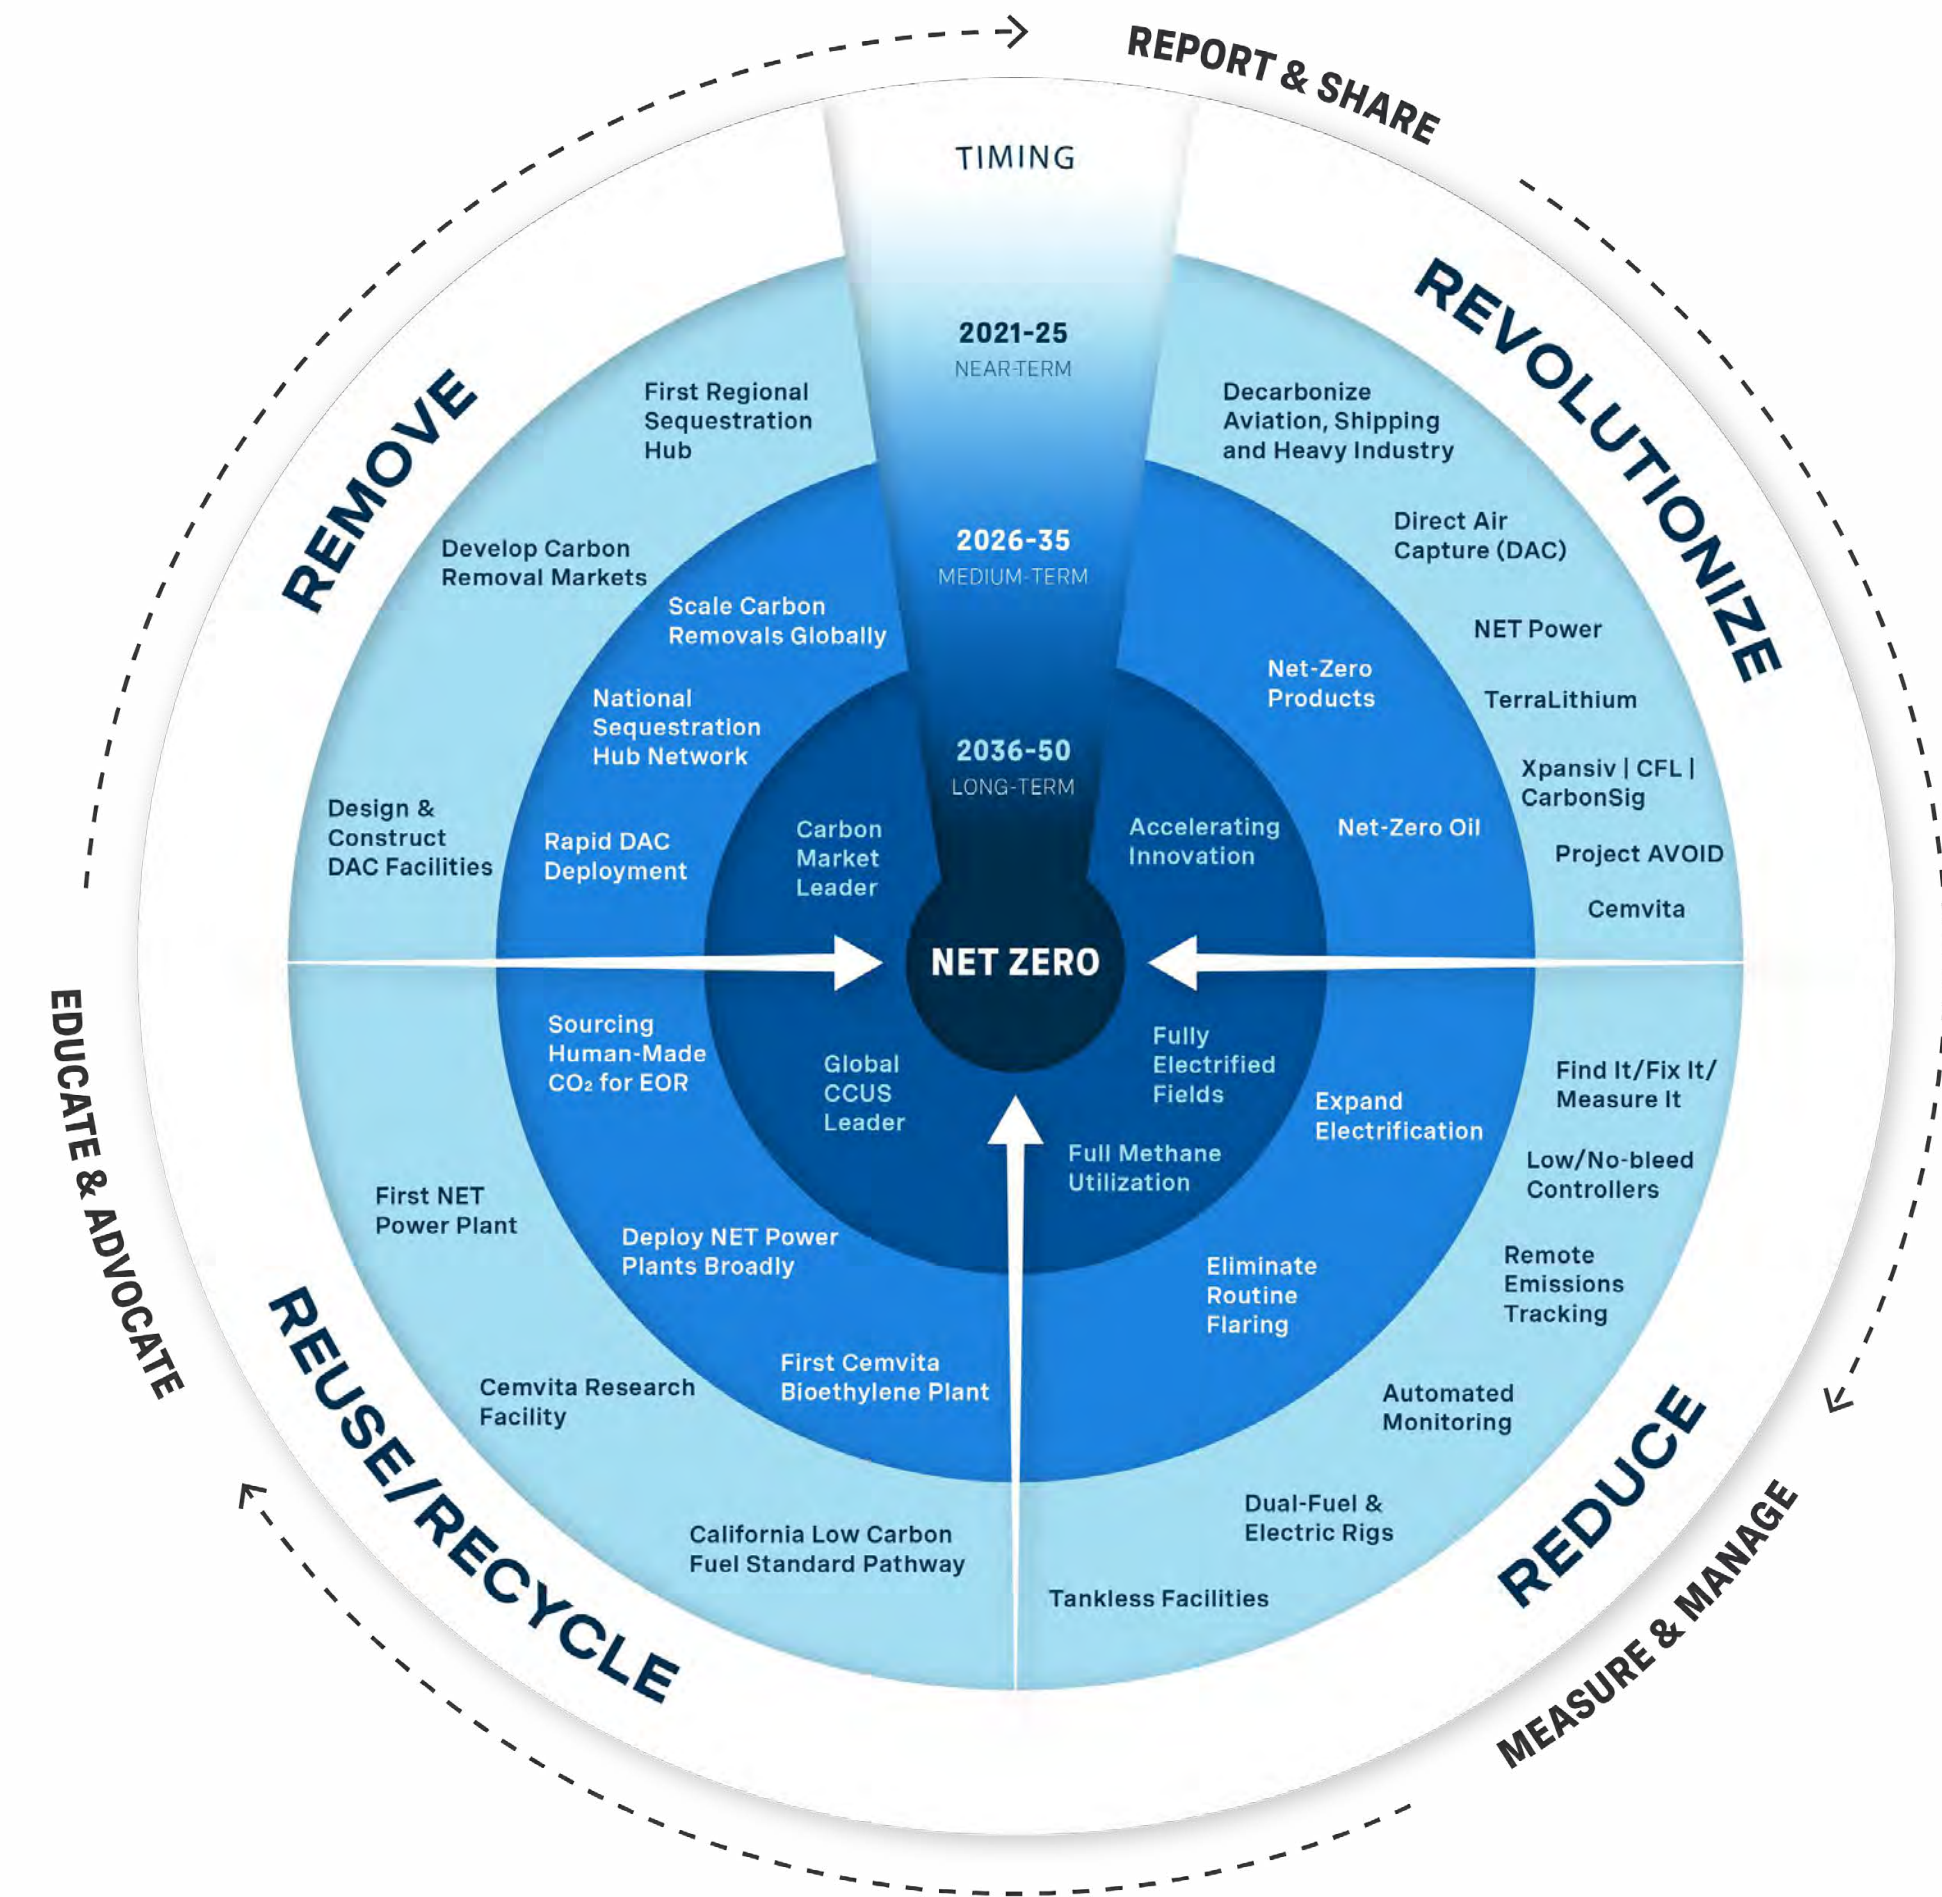 REPORT & SHARE
TIMING
2021-25
NEAR-TERM
2026-35
MEDIUM-TERM
2036-50
LONG-TERM
NET ZERO
REVOLUTIONIZE
Decarbonize
Aviation, Shipping
and Heavy Industry
Direct Air
Capture (DAC)
NET Power
TerraLithium
Xpansiv | CFL |
CarbonSig
Project AVOID
Cemvita
Net-Zero
Products
Net-Zero Oil
Accelerating
Innovation
REDUCE
Find It/Fix It/
Measure It
Low/No-bleed
Controllers
Remote
Emissions
Tracking
Automated
Monitoring
Dual-Fuel &
Electric Rigs
Tankless Facilities
Expand
Electrification
Eliminate
Routine
Flaring
Fully
Electrified
Fields
Full Methane
Utilization
MEASURE & MANAGE
REUSE/RECYCLE
First NET
Power Plant
Cemvita Research
Facility
California Low Carbon
Fuel Standard Pathway
Sourcing
Human-Made
CO₂ for EOR
Deploy NET Power
Plants Broadly
First Cemvita
Bioethylene Plant
Global
CCUS
Leader
EDUCATE & ADVOCATE
REMOVE
First Regional
Sequestration
Hub
Develop Carbon
Removal Markets
Design &
Construct
DAC Facilities
Scale Carbon
Removals Globally
National
Sequestration
Hub Network
Rapid DAC
Deployment
Carbon
Market
Leader